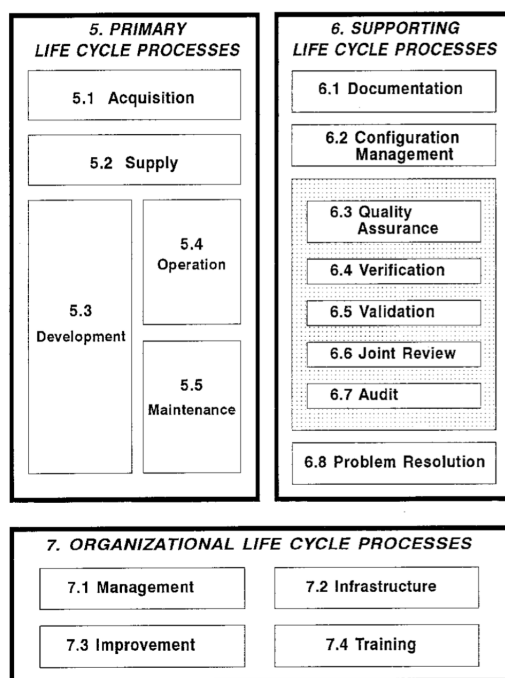 5. PRIMARY
LIFE CYCLE PROCESSES
5.1 Acquisition
5.2 Supply
5.3
Development
5.4
Operation
5.5
Maintenance
6. SUPPORTING
LIFE CYCLE PROCESSES
6.1 Documentation
6.2 Configuration
Management
6.3 Quality
Assurance
6.4 Verification
6.5 Validation
6.6 Joint Review
6.7 Audit
6.8 Problem Resolution
7. ORGANIZATIONAL LIFE CYCLE PROCESSES
7.1 Management
7.2 Infrastructure
7.3 Improvement
7.4 Training